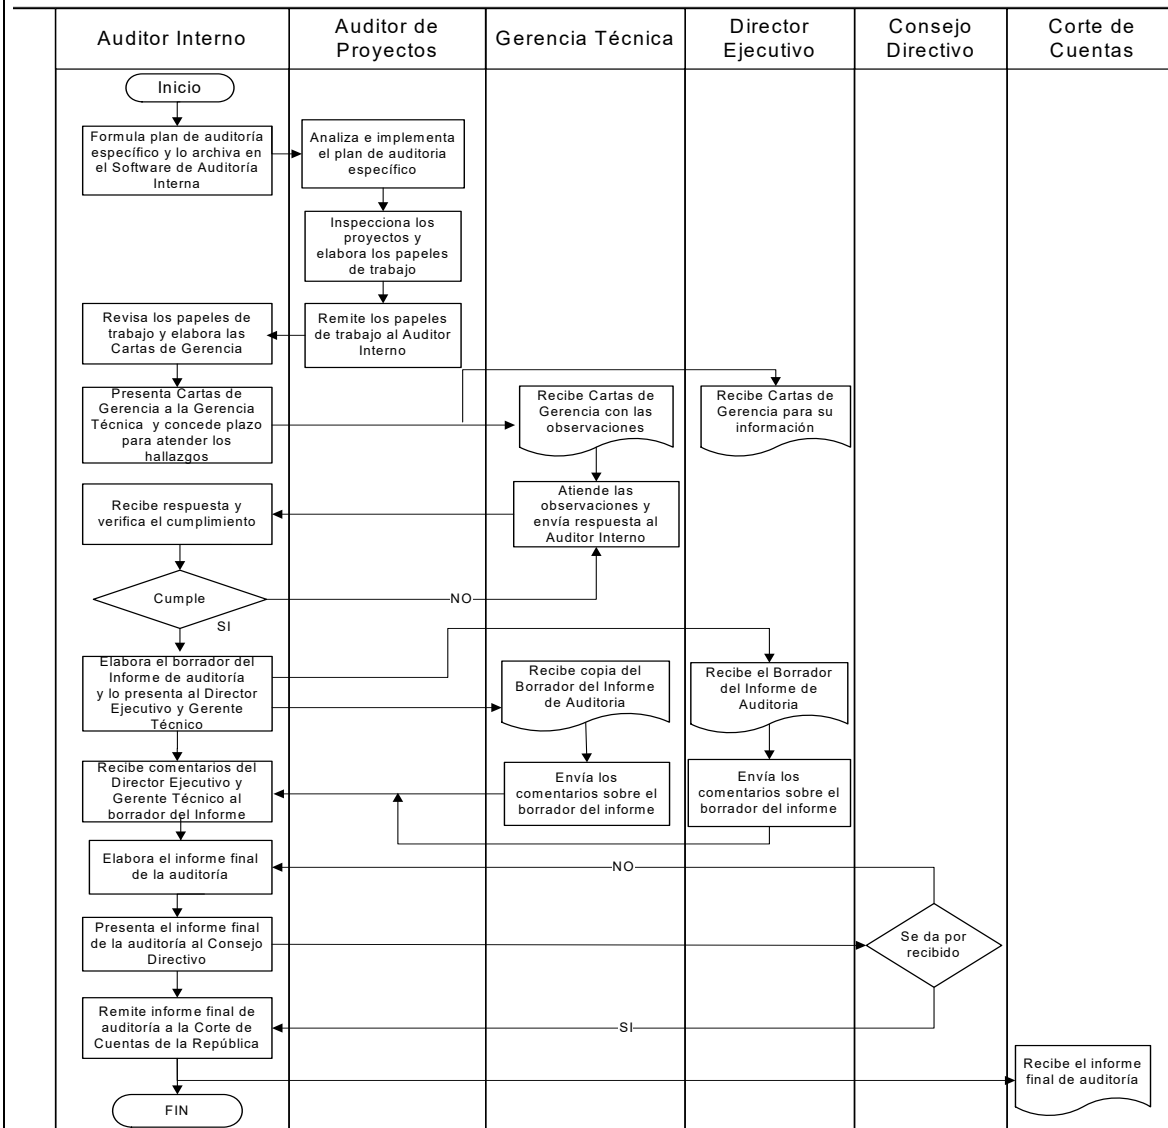 Auditor Interno
Auditor de
Proyectos
Gerencia Técnica
Director
Ejecutivo
Consejo
Directivo
Corte de
Cuentas
Inicio
Formula plan de auditoría
específico y lo archiva en
el Software de Auditoría
Interna
Analiza e implementa
el plan de auditoria
específico
Inspecciona los
proyectos y
elabora los papeles
de trabajo
Revisa los papeles de
trabajo y elabora las
Cartas de Gerencia
Remite los papeles
de trabajo al Auditor
Interno
Presenta Cartas de
Gerencia a la Gerencia
Técnica y concede plazo
para atender los
hallazgos
Recibe Cartas de
Gerencia con las
observaciones
Recibe Cartas de
Gerencia para su
información
Recibe respuesta y
verifica el cumplimiento
Atiende las
observaciones y
envía respuesta al
Auditor Interno
Cumple
NO
SI
Elabora el borrador del
Informe de auditoría
y lo presenta al Director
Ejecutivo y Gerente
Técnico
Recibe copia del
Borrador del Informe
de Auditoria
Recibe el Borrador
del Informe de
Auditoria
Recibe comentarios del
Director Ejecutivo y
Gerente Técnico al
borrador del Informe
Envía los
comentarios sobre el
borrador del informe
Envía los
comentarios sobre el
borrador del informe
Elabora el informe final
de la auditoría
NO
Presenta el informe final
de la auditoría al Consejo
Directivo
Se da por
recibido
Remite informe final de
auditoría a la Corte de
Cuentas de la República
SI
Recibe el informe
final de auditoría
FIN